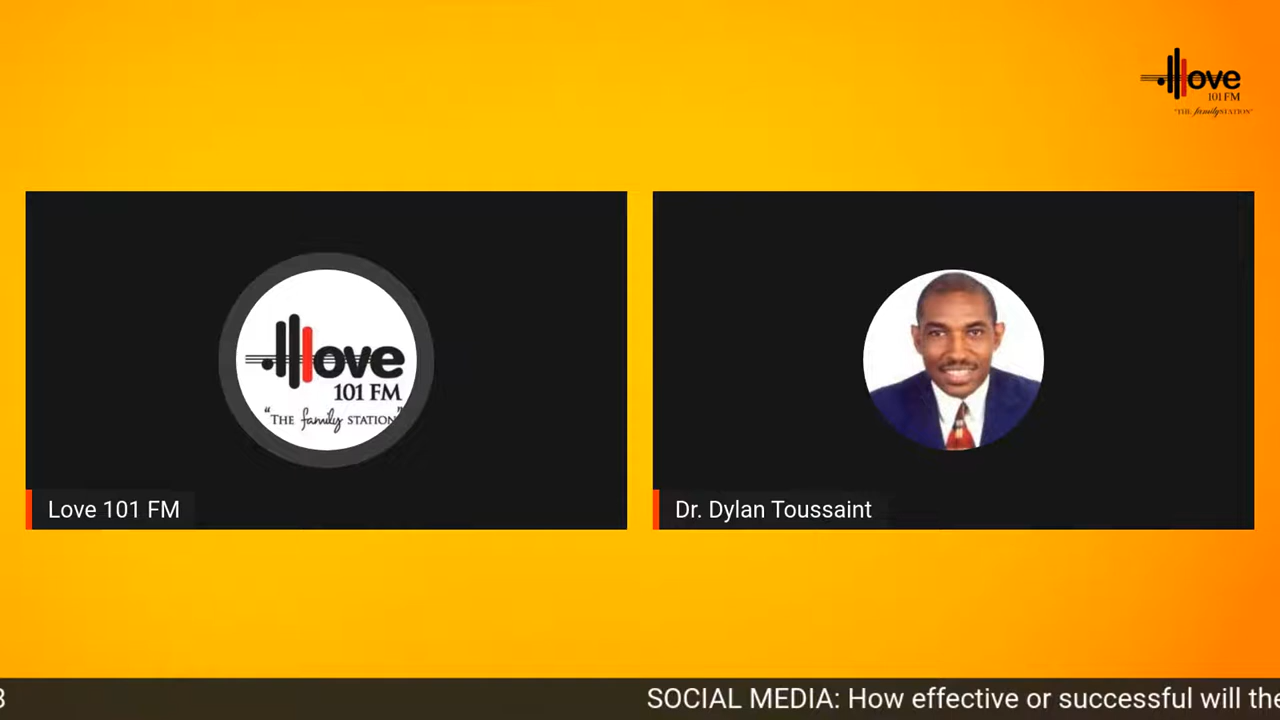 love
101 FM
"THE family STATION"
love
101 FM
"THE family STATION"
Love 101 FM
Dr. Dylan Toussaint
3
SOCIAL MEDIA: How effective or successful will the